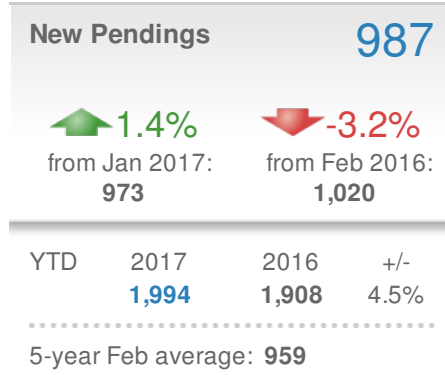 New Pendings 987
1.4% -3.2%
from Jan 2017: from Feb 2016:
973 1,020
YTD 2017 2016 +/-
1,994 1,908 4.5%
5-year Feb average: 959